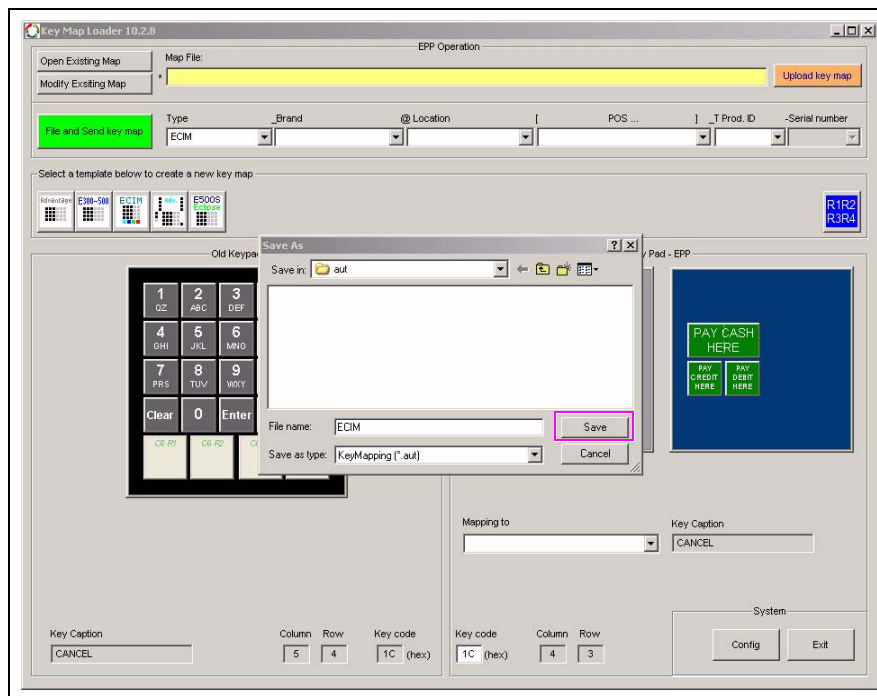 Key Map Loader 10.2.8
EPP Operation
Open Existing Map
Map File:
Modify Exsiting Map
*
Upload key map
File and Send key map
Type _Brand @ Location [ POS ... ] _T Prod. ID -Serial number
ECIM
Select a template below to create a new key map
Advantage E300-500 ECIM E500S
Eclipse
R1R2
R3R4
Old Keypa
y Pad - EPP
Save As
Save in: aut
1 2 3
QZ ABC DEF
4 5 6
GHI JKL MNO
7 8 9
PRS TUV WXY
Clear 0 Enter
C6 R1 C6 R2
PAY CASH
HERE
PAY
CREDIT
HERE
PAY
DEBIT
HERE
File name: ECIM Save
Save as type: KeyMapping (*.aut) Cancel
Mapping to
Key Caption
CANCEL
System
Key Caption Column Row Key code Key code Column Row
CANCEL 5 4 1C (hex) 1C (hex) 4 3
Config Exit